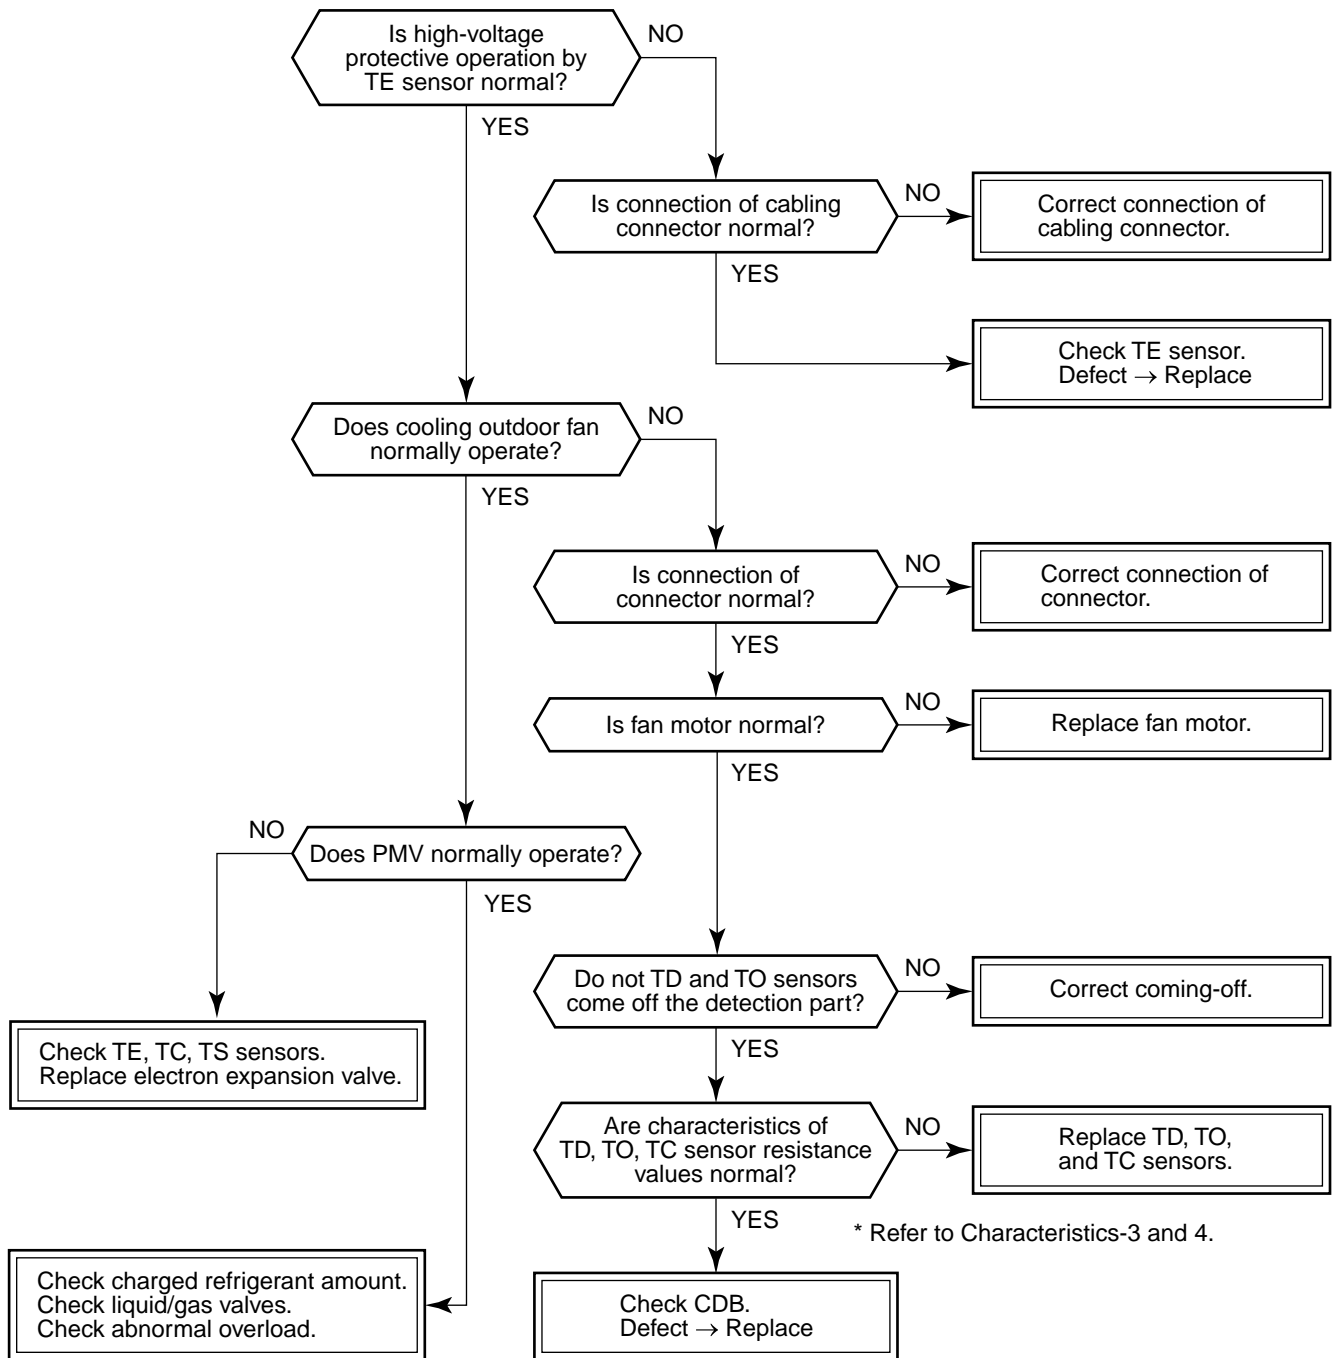 Is high-voltage
protective operation by
TE sensor normal?
NO
YES
Is connection of cabling
connector normal?
NO
Correct connection of
cabling connector.
YES
Check TE sensor.
Defect → Replace
Does cooling outdoor fan
normally operate?
NO
YES
Is connection of
connector normal?
NO
Correct connection of
connector.
YES
Is fan motor normal?
NO
Replace fan motor.
YES
NO
Does PMV normally operate?
YES
Do not TD and TO sensors
come off the detection part?
NO
Correct coming-off.
YES
Check TE, TC, TS sensors.
Replace electron expansion valve.
Are characteristics of
TD, TO, TC sensor resistance
values normal?
NO
Replace TD, TO,
and TC sensors.
YES
* Refer to Characteristics-3 and 4.
Check charged refrigerant amount.
Check liquid/gas valves.
Check abnormal overload.
Check CDB.
Defect → Replace